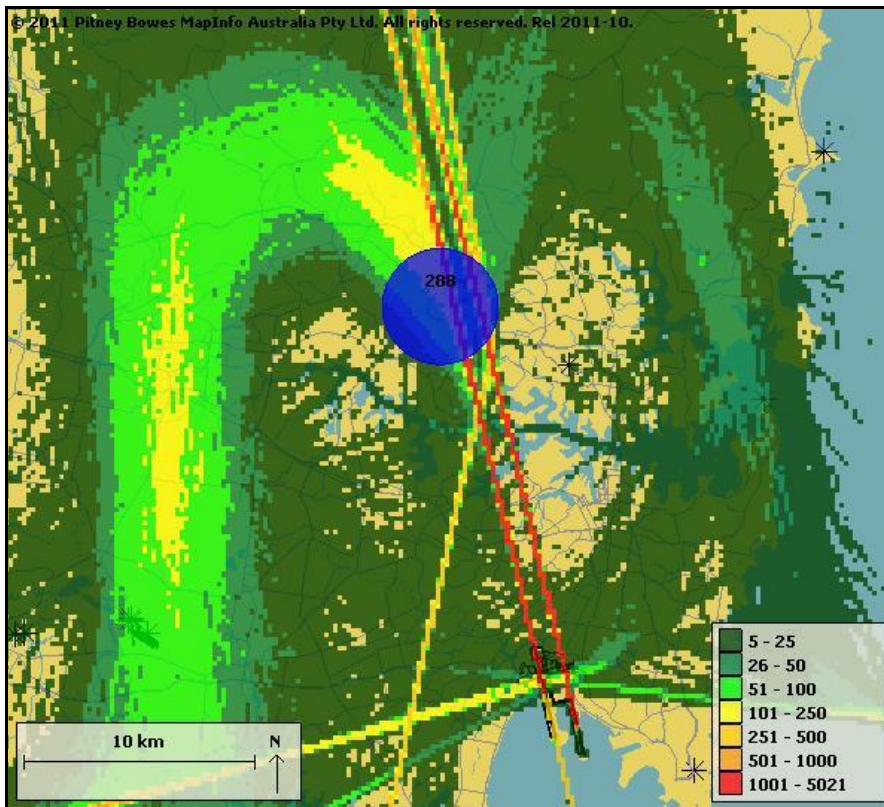 © 2011 Pitney Bowes MapInfo Australia Pty Ltd. All rights reserved. Rel 2011-10.
288
5 - 25
26 - 50
51 - 100
101 - 250
251 - 500
501 - 1000
1001 - 5021
10 km
N